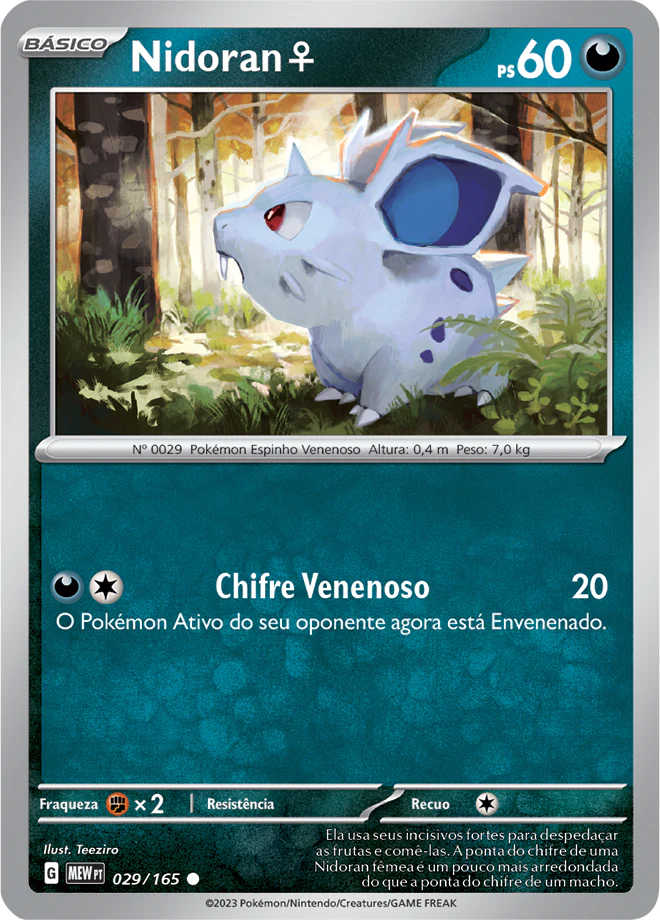 BÁSICO
Nidoran♀
PS 60
Nº 0029 Pokémon Espinho Venenoso Altura: 0,4 m Peso: 7,0 kg
Chifre Venenoso 20
O Pokémon Ativo do seu oponente agora está Envenenado.
Fraqueza ×2 Resistência Recuo
Ilust. Teeziro
G MEW PT 029/165
Ela usa seus incisivos fortes para despedaçar
as frutas e comê-las. A ponta do chifre de uma
Nidoran fêmea é um pouco mais arredondada
do que a ponta do chifre de um macho.
©2023 Pokémon/Nintendo/Creatures/GAME FREAK